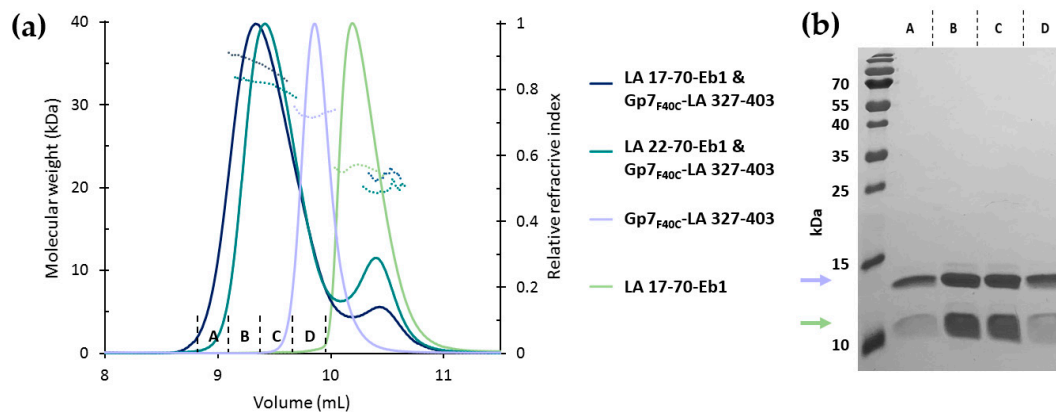 (a)
Molecular weight (kDa)
40
30
20
10
0
8
9
10
11
Volume (mL)
A
B
C
D
1
0.8
0.6
0.4
0.2
0
Relative refractive index
LA 17-70-Eb1 &
Gp7F40C-LA 327-403
LA 22-70-Eb1 &
Gp7F40C-LA 327-403
Gp7F40C-LA 327-403
LA 17-70-Eb1
(b)
A
B
C
D
kDa
70
55
40
35
25
15
10